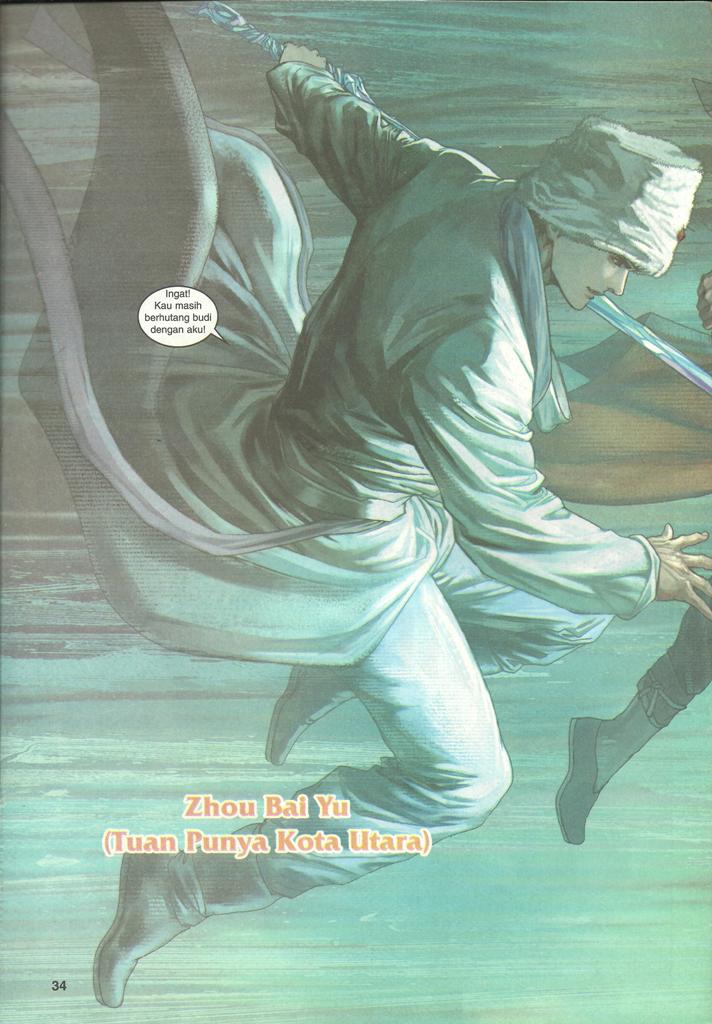 Ingat!
Kau masih
berhutang budi
dengan aku!
Zhou Bai Yu
(Tuan Punya Kota Utara)
34